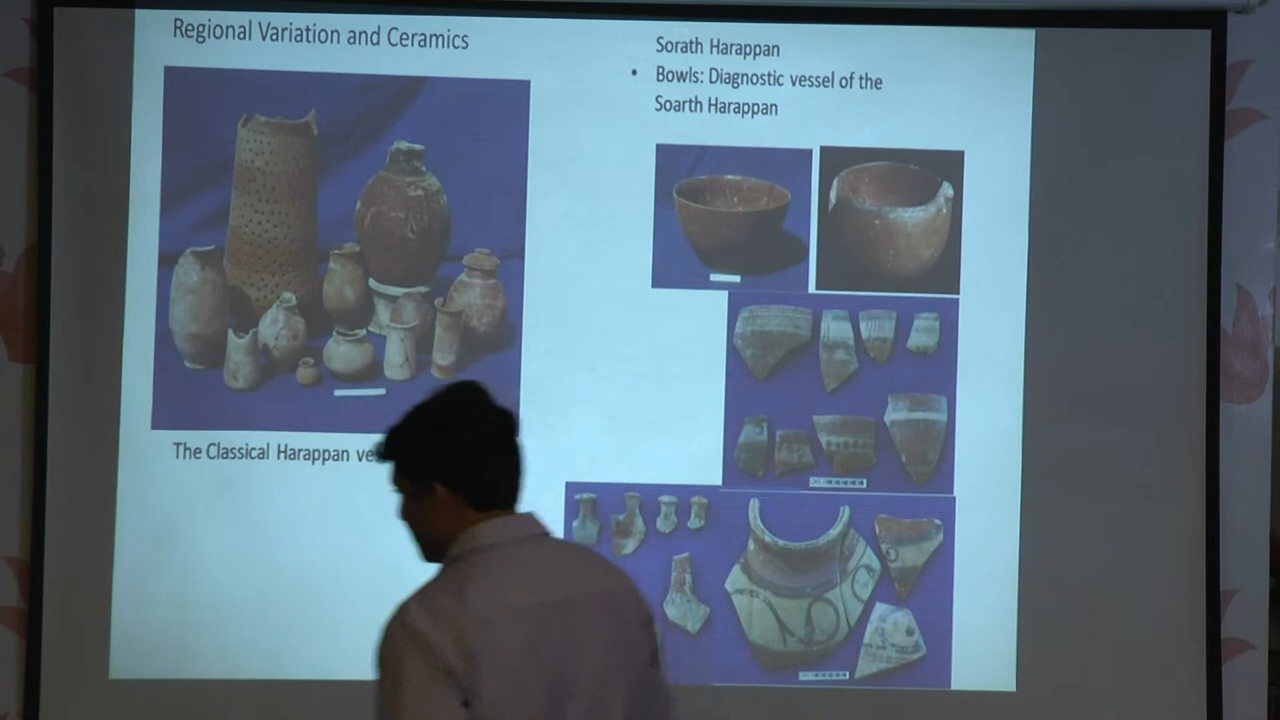 Regional Variation and Ceramics
The Classical Harappan
Sorath Harappan
• Bowls: Diagnostic vessel of the
Soarth Harappan